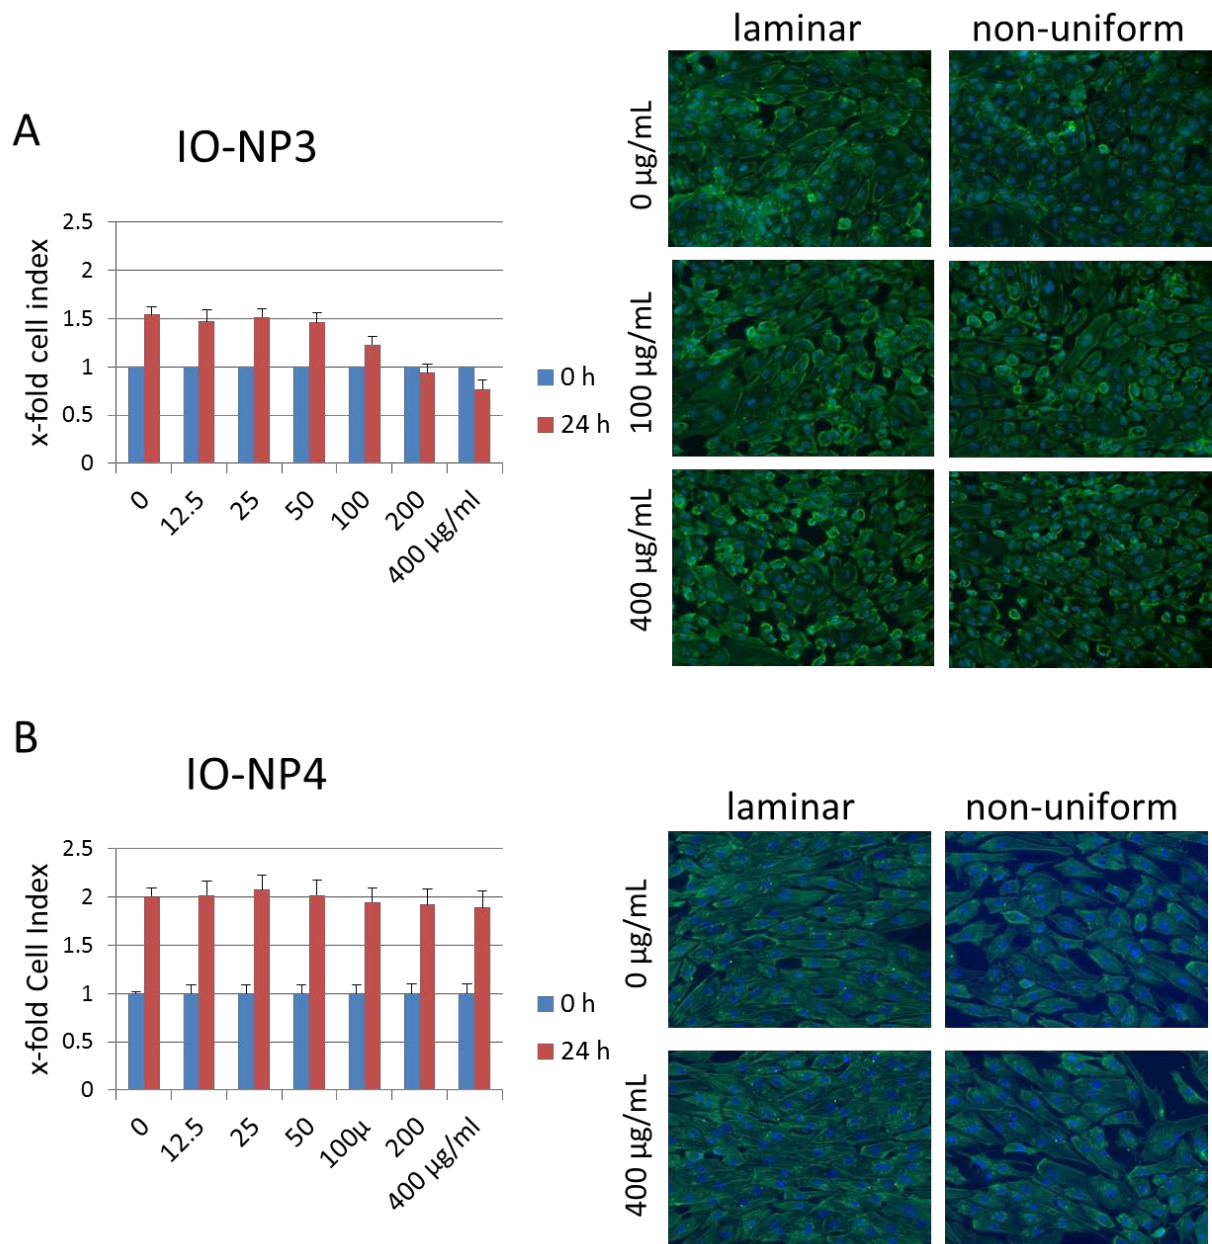 A
IO-NP3
x-fold cell index
2.5
2
1.5
1
0.5
0
0
12.5
25
50
100
200
400 µg/ml
0 h
24 h
laminar
non-uniform
0 µg/mL
100 µg/mL
400 µg/mL
B
IO-NP4
x-fold Cell Index
2.5
2
1.5
1
0.5
0
0
12.5
25
50
100µ
200
400 µg/ml
0 h
24 h
laminar
non-uniform
0 µg/mL
400 µg/mL